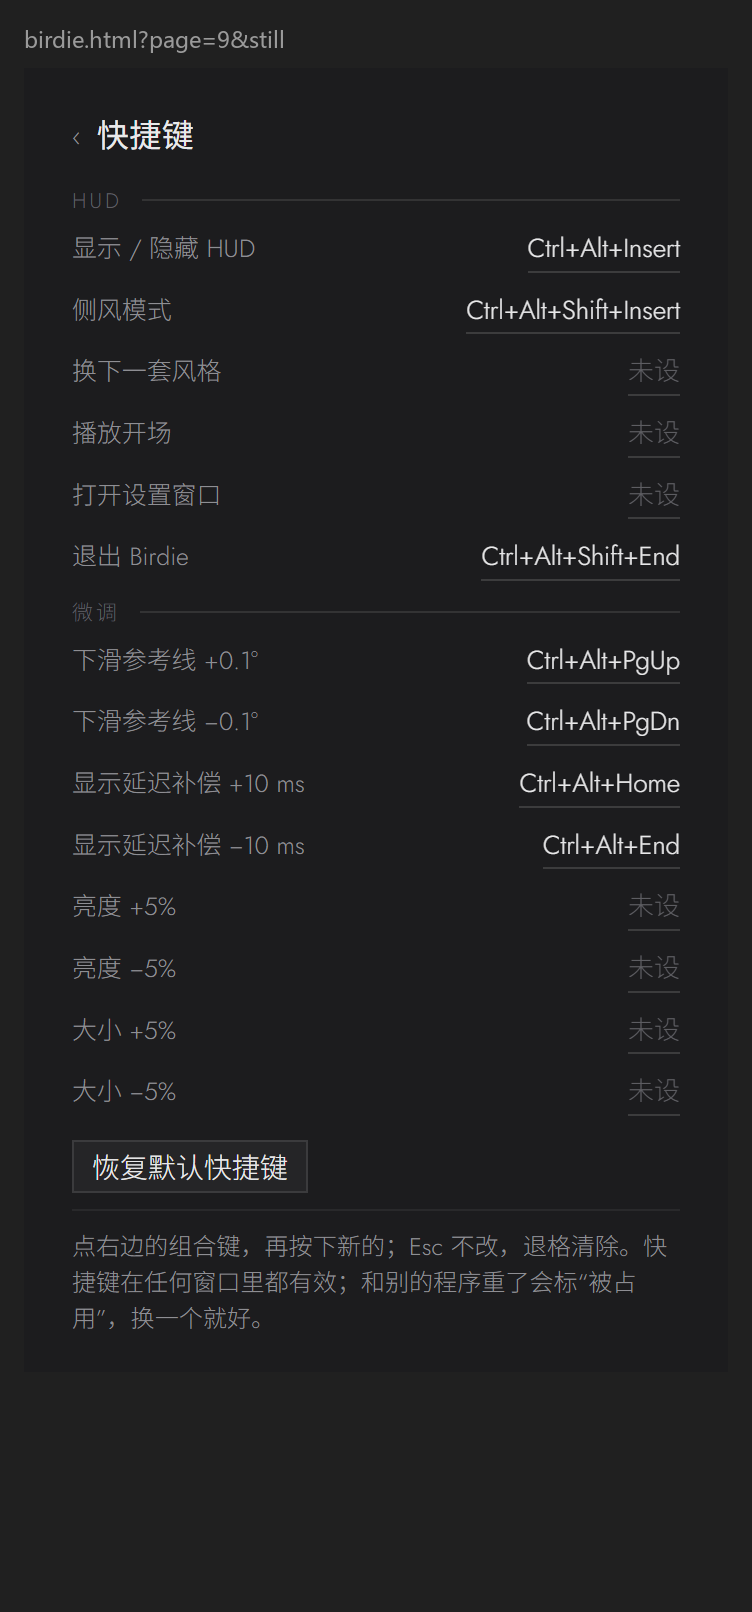 birdie.html?page=9&still
‹ 快捷键
HUD
显示 / 隐藏 HUD Ctrl+Alt+Insert
侧风模式 Ctrl+Alt+Shift+Insert
换下一套风格 未设
播放开场 未设
打开设置窗口 未设
退出 Birdie Ctrl+Alt+Shift+End
微调
下滑参考线 +0.1° Ctrl+Alt+PgUp
下滑参考线 −0.1° Ctrl+Alt+PgDn
显示延迟补偿 +10 ms Ctrl+Alt+Home
显示延迟补偿 −10 ms Ctrl+Alt+End
亮度 +5% 未设
亮度 −5% 未设
大小 +5% 未设
大小 −5% 未设
恢复默认快捷键
点右边的组合键，再按下新的；Esc 不改，退格清除。快
捷键在任何窗口里都有效；和别的程序重了会标“被占
用”，换一个就好。